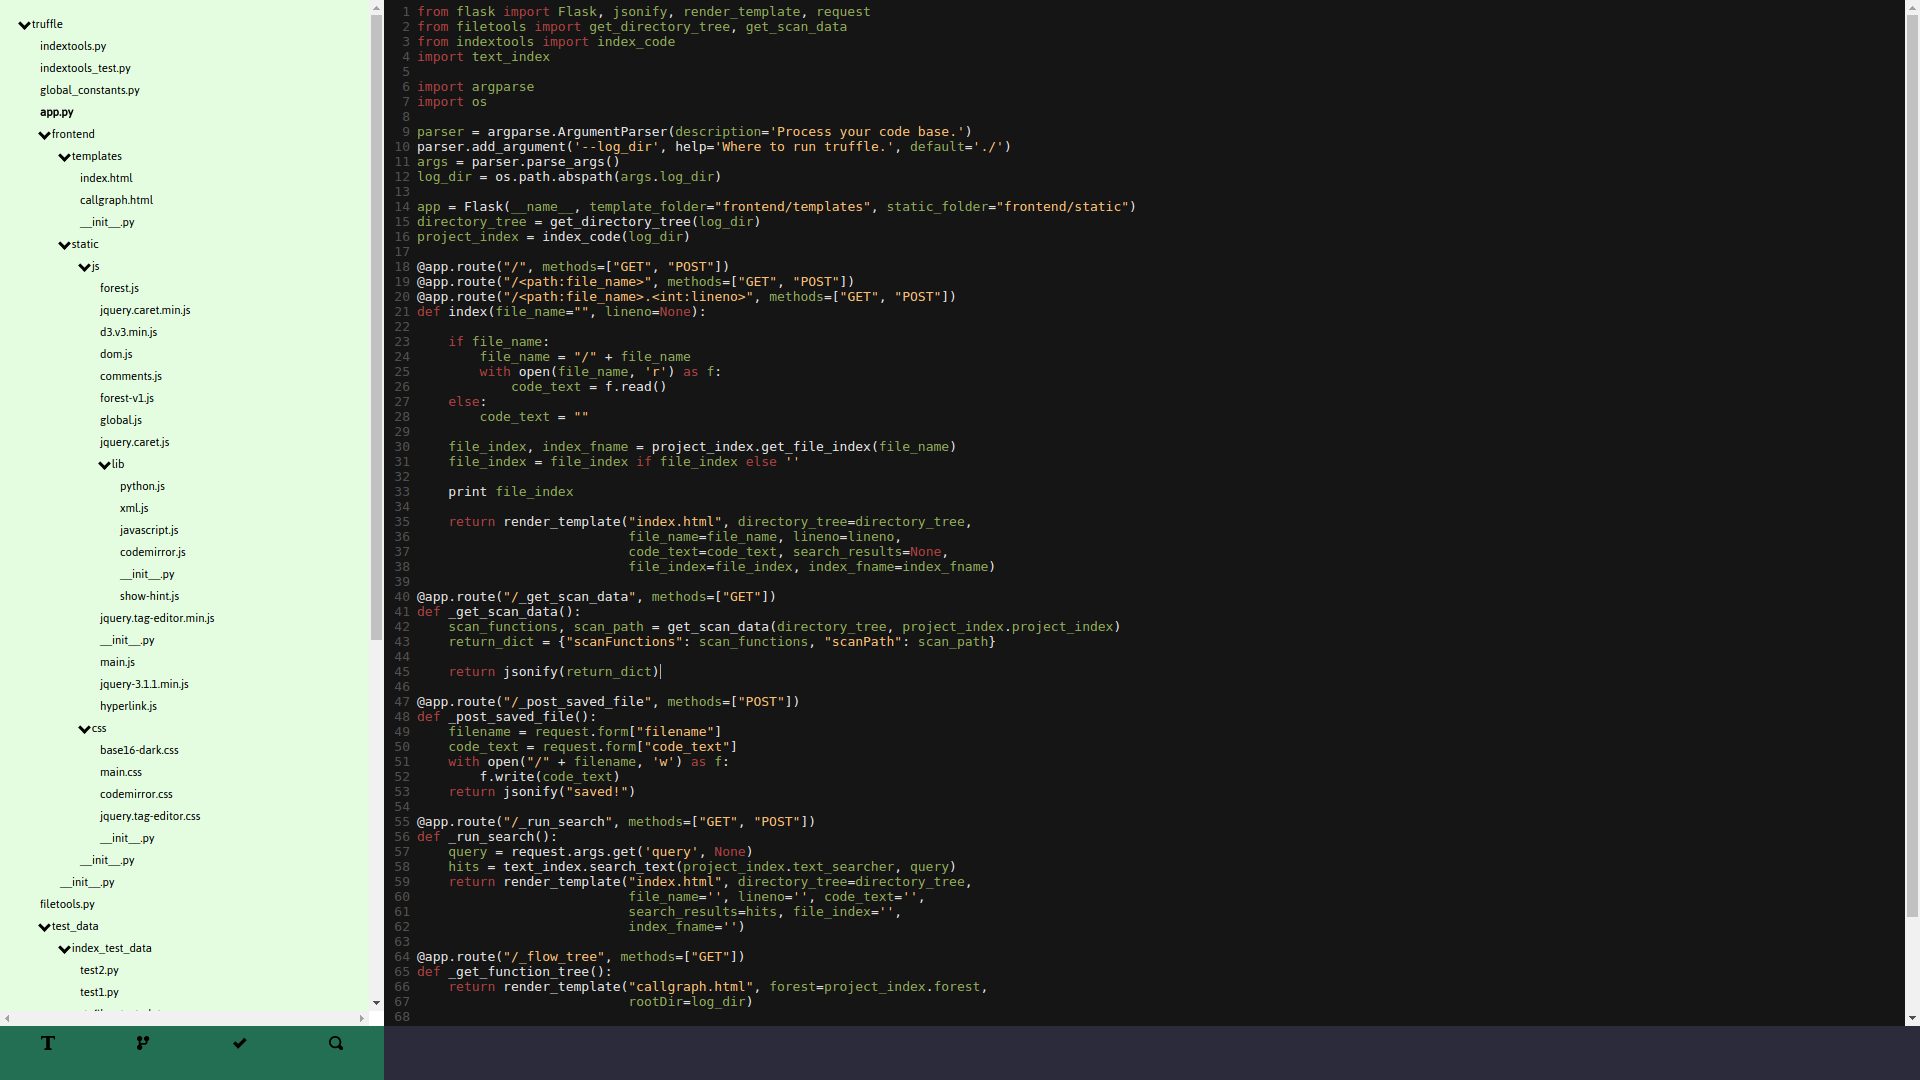 truffle
indextools.py
indextools_test.py
global_constants.py
app.py
frontend
templates
index.html
callgraph.html
__init__.py
static
js
forest.js
jquery.caret.min.js
d3.v3.min.js
dom.js
comments.js
forest-v1.js
global.js
jquery.caret.js
lib
python.js
xml.js
javascript.js
codemirror.js
__init__.py
show-hint.js
jquery.tag-editor.min.js
__init__.py
main.js
jquery-3.1.1.min.js
hyperlink.js
css
base16-dark.css
main.css
codemirror.css
jquery.tag-editor.css
__init__.py
__init__.py
__init__.py
filetools.py
test_data
index_test_data
test2.py
test1.py
T
1 from flask import Flask, jsonify, render_template, request
2 from filetools import get_directory_tree, get_scan_data
3 from indextools import index_code
4 import text_index
5
6 import argparse
7 import os
8
9 parser = argparse.ArgumentParser(description='Process your code base.')
10 parser.add_argument('--log_dir', help='Where to run truffle.', default='./')
11 args = parser.parse_args()
12 log_dir = os.path.abspath(args.log_dir)
13
14 app = Flask(__name__, template_folder="frontend/templates", static_folder="frontend/static")
15 directory_tree = get_directory_tree(log_dir)
16 project_index = index_code(log_dir)
17
18 @app.route("/", methods=["GET", "POST"])
19 @app.route("/<path:file_name>", methods=["GET", "POST"])
20 @app.route("/<path:file_name>.<int:lineno>", methods=["GET", "POST"])
21 def index(file_name="", lineno=None):
22
23     if file_name:
24         file_name = "/" + file_name
25         with open(file_name, 'r') as f:
26             code_text = f.read()
27     else:
28         code_text = ""
29
30     file_index, index_fname = project_index.get_file_index(file_name)
31     file_index = file_index if file_index else ''
32
33     print file_index
34
35     return render_template("index.html", directory_tree=directory_tree,
36                            file_name=file_name, lineno=lineno,
37                            code_text=code_text, search_results=None,
38                            file_index=file_index, index_fname=index_fname)
39
40 @app.route("/_get_scan_data", methods=["GET"])
41 def _get_scan_data():
42     scan_functions, scan_path = get_scan_data(directory_tree, project_index.project_index)
43     return_dict = {"scanFunctions": scan_functions, "scanPath": scan_path}
44
45     return jsonify(return_dict)
46
47 @app.route("/_post_saved_file", methods=["POST"])
48 def _post_saved_file():
49     filename = request.form["filename"]
50     code_text = request.form["code_text"]
51     with open("/" + filename, 'w') as f:
52         f.write(code_text)
53     return jsonify("saved!")
54
55 @app.route("/_run_search", methods=["GET", "POST"])
56 def _run_search():
57     query = request.args.get('query', None)
58     hits = text_index.search_text(project_index.text_searcher, query)
59     return render_template("index.html", directory_tree=directory_tree,
60                            file_name='', lineno='', code_text='',
61                            search_results=hits, file_index='',
62                            index_fname='')
63
64 @app.route("/_flow_tree", methods=["GET"])
65 def _get_function_tree():
66     return render_template("callgraph.html", forest=project_index.forest,
67                            rootDir=log_dir)
68